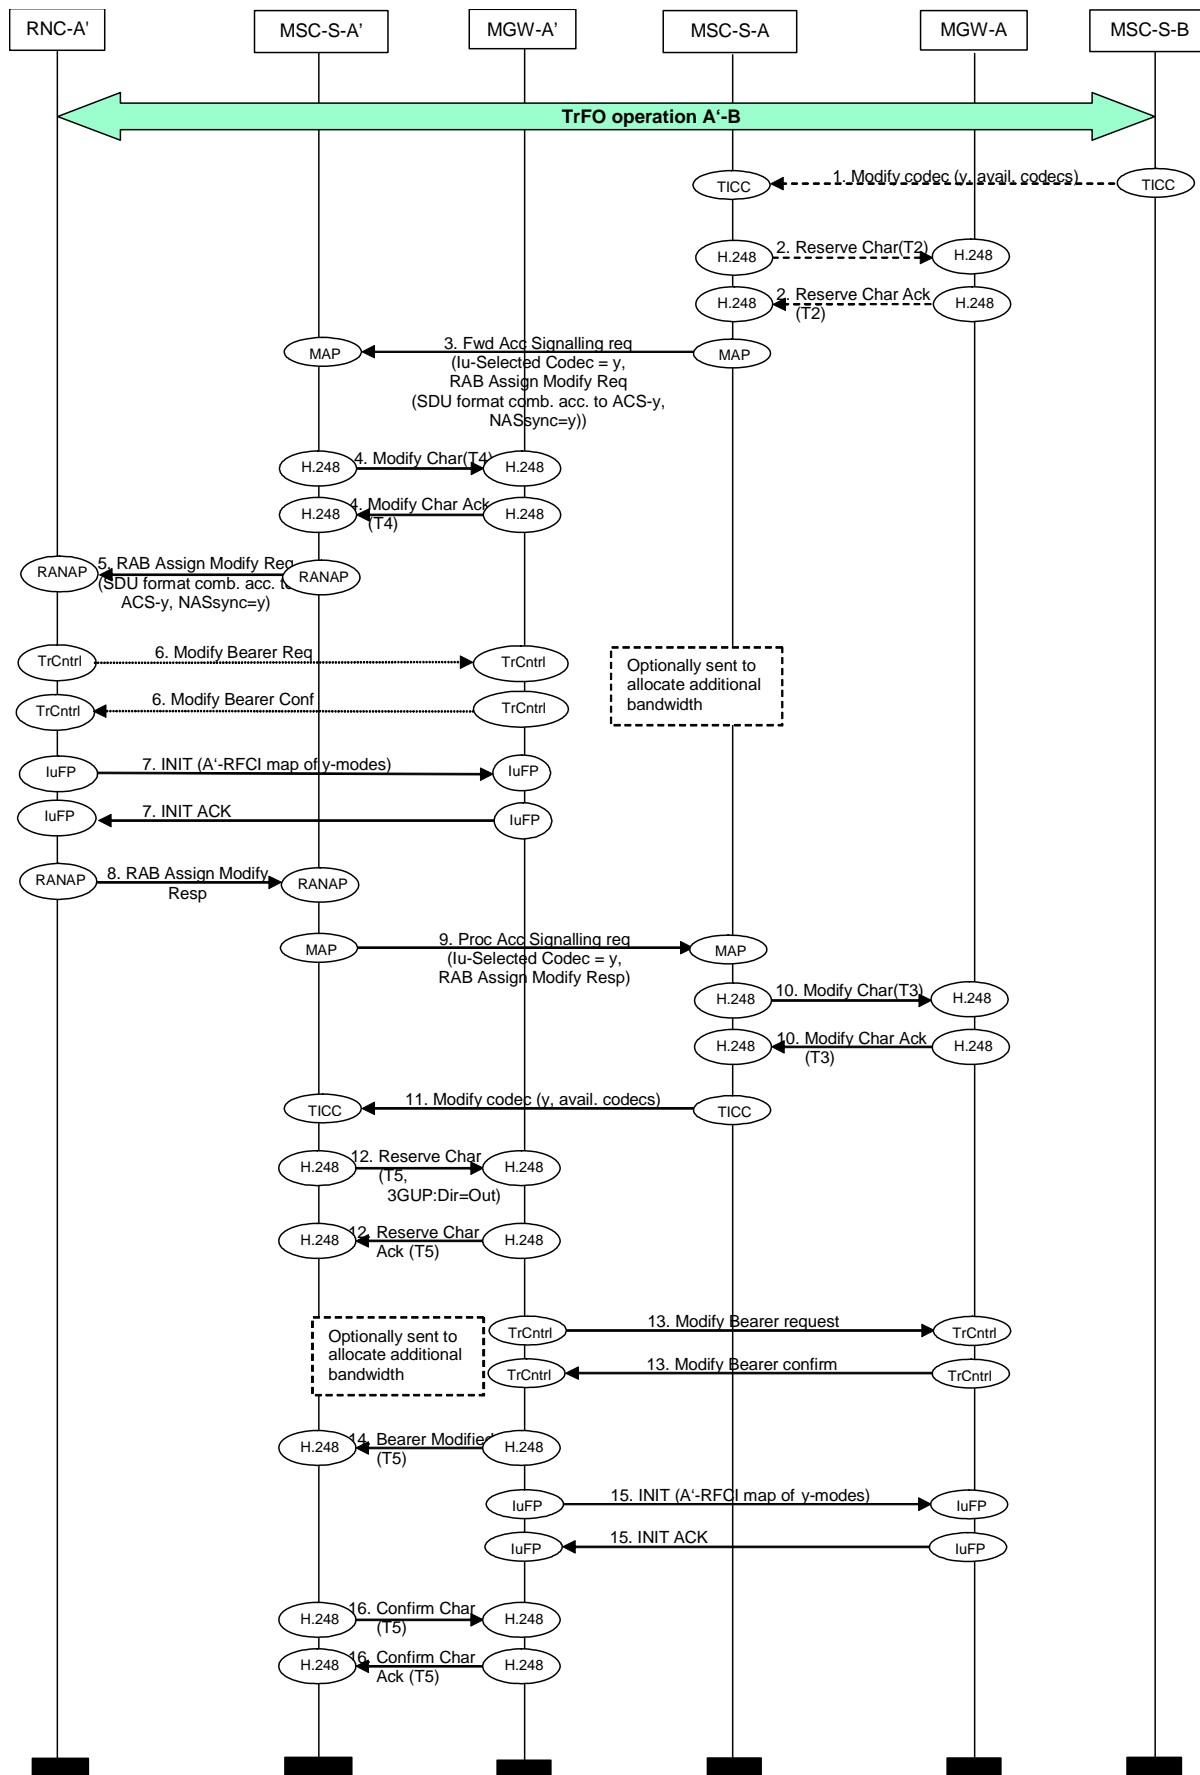 RNC-A' MSC-S-A’ MGW-A’ MSC-S-A MGW-A MSC-S-B
TrFO operation A‘-B
TICC 1. Modify codec (y, avail. codecs) TICC
H.248 2. Reserve Char(T2) H.248
H.248 2. Reserve Char Ack H.248
(T2)
MAP 3. Fwd Acc Signalling req MAP
(Iu-Selected Codec = y,
RAB Assign Modify Req
(SDU format comb. acc. to ACS-y,
NASsync=y))
H.248 4. Modify Char(T4) H.248
H.248 4. Modify Char Ack H.248
(T4)
RANAP 5. RAB Assign Modify Req RANAP
(SDU format comb. acc. to
ACS-y, NASsync=y)
TrCntrl 6. Modify Bearer Req TrCntrl
TrCntrl 6. Modify Bearer Conf TrCntrl
Optionally sent to
allocate additional
bandwidth
IuFP 7. INIT (A‘-RFCI map of y-modes) IuFP
IuFP 7. INIT ACK IuFP
RANAP 8. RAB Assign Modify RANAP
Resp
MAP 9. Proc Acc Signalling req MAP
(Iu-Selected Codec = y,
RAB Assign Modify Resp)
H.248 10. Modify Char(T3) H.248
H.248 10. Modify Char Ack H.248
(T3)
TICC 11. Modify codec (y, avail. codecs) TICC
H.248 12. Reserve Char H.248
(T5,
3GUP:Dir=Out)
H.248 12. Reserve Char H.248
Ack (T5)
Optionally sent to
allocate additional
bandwidth
TrCntrl 13. Modify Bearer request TrCntrl
TrCntrl 13. Modify Bearer confirm TrCntrl
H.248 14. Bearer Modified H.248
(T5)
IuFP 15. INIT (A‘-RFCI map of y-modes) IuFP
IuFP 15. INIT ACK IuFP
H.248 16. Confirm Char H.248
(T5)
H.248 16. Confirm Char H.248
Ack (T5)